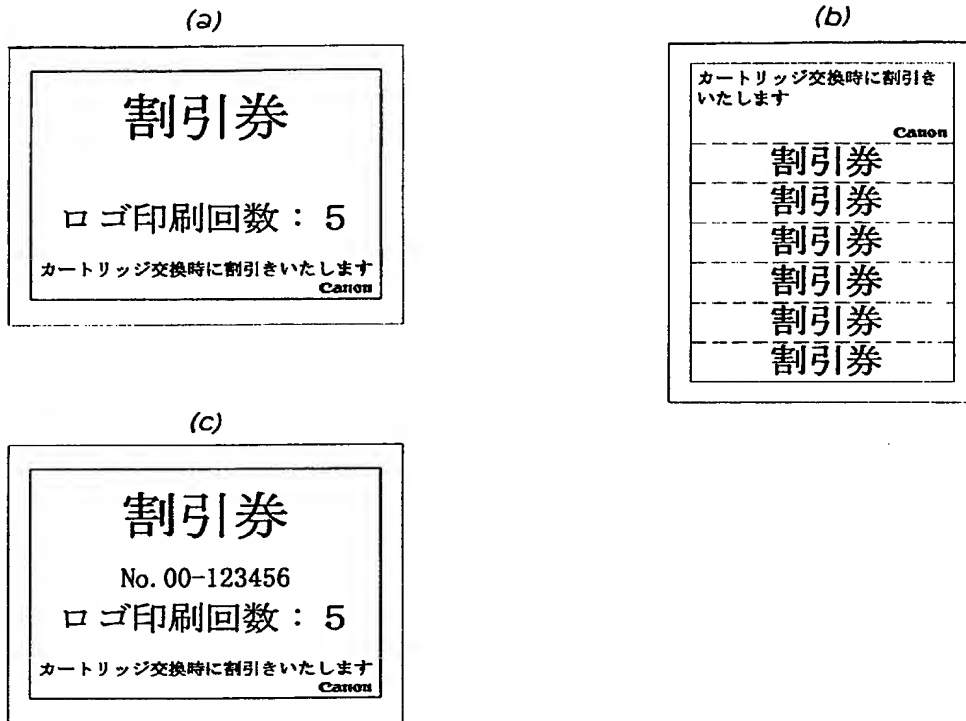 (a)
割引券
ロゴ印刷回数：5
カートリッジ交換時に割引きいたします
Canon
(b)
カートリッジ交換時に割引き
いたします
Canon
割引券
割引券
割引券
割引券
割引券
割引券
(c)
割引券
No.00-123456
ロゴ印刷回数：5
カートリッジ交換時に割引きいたします
Canon